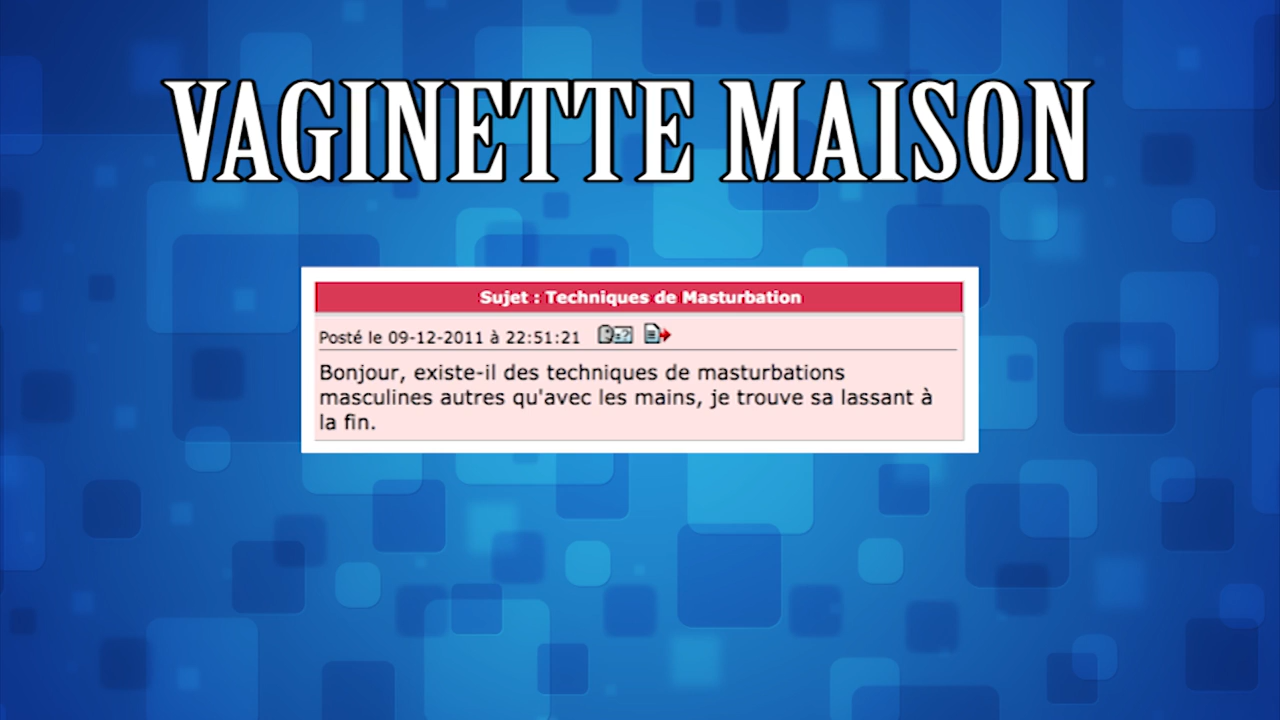 VAGINETTE MAISON
Sujet : Techniques de Masturbation
Posté le 09-12-2011 à 22:51:21
Bonjour, existe-il des techniques de masturbations
masculines autres qu'avec les mains, je trouve sa lassant à
la fin.